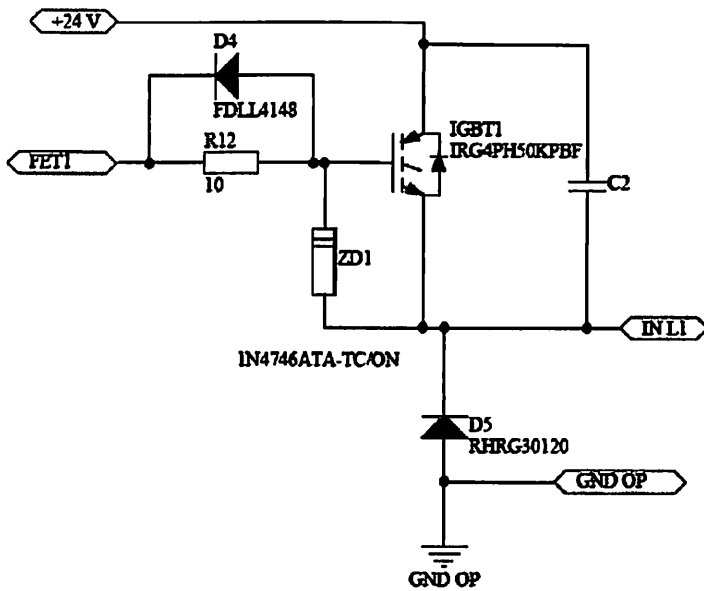 +24 V
D4
FDLL4148
FET1
R12
10
IGBT1
IRG4PH50KPBF
C2
ZD1
IN L1
IN4746ATA-TC/ON
D5
RHRG30120
GND OP
GND OP